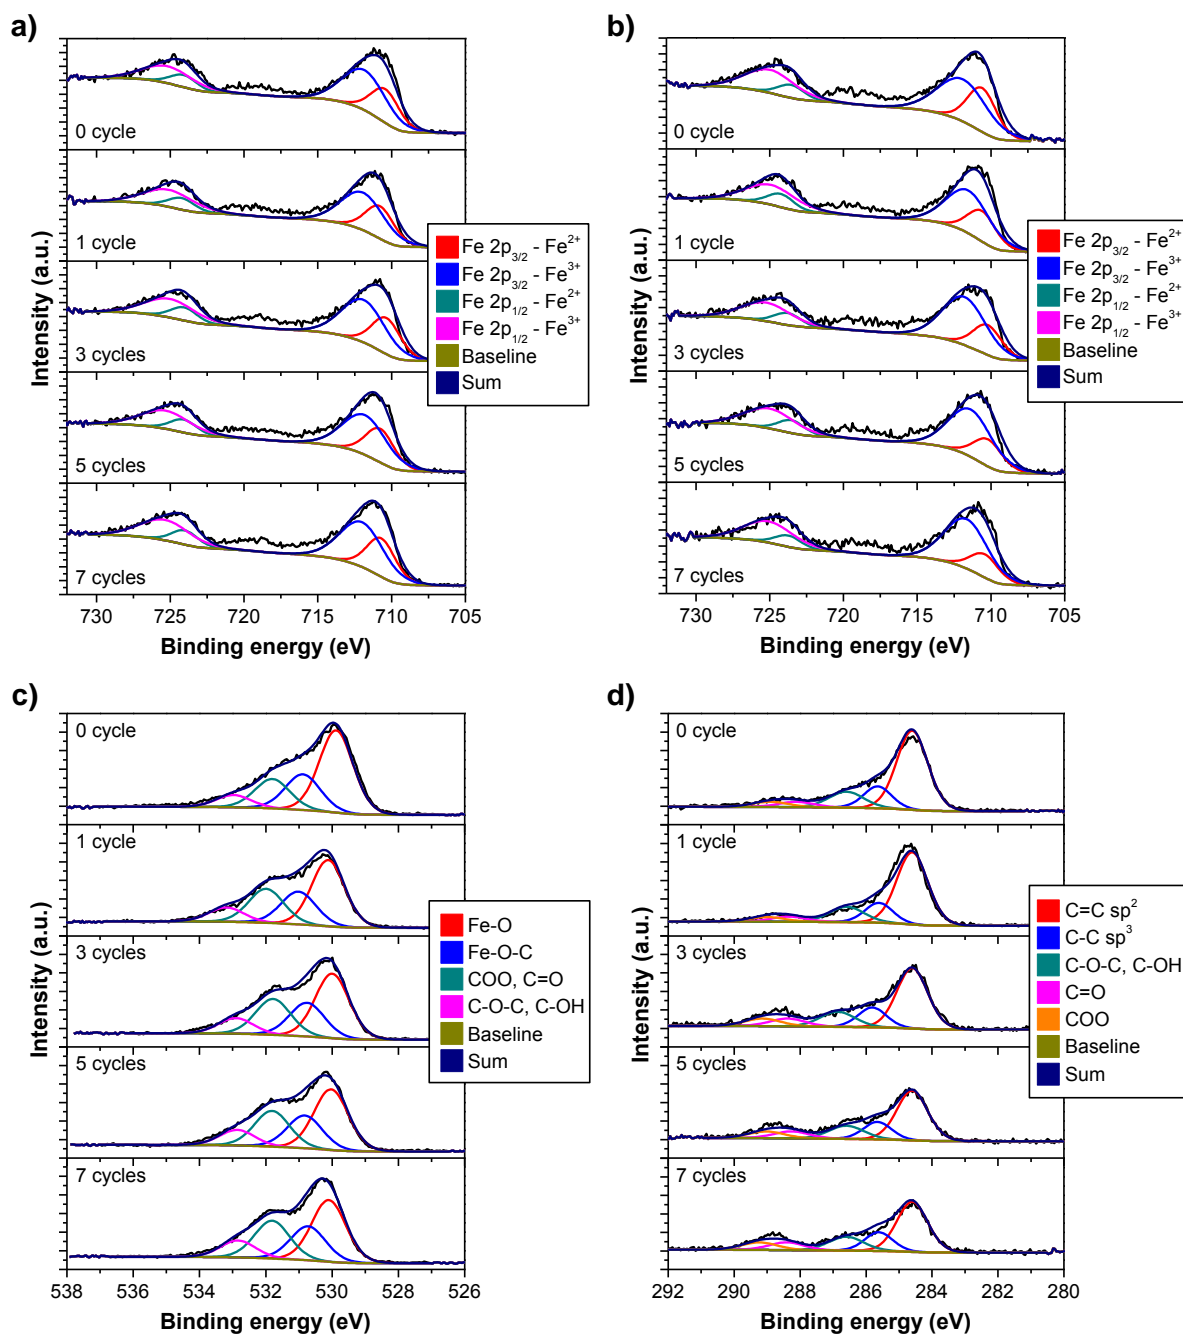 a)
Intensity (a.u.)
0 cycle
1 cycle
3 cycles
5 cycles
7 cycles
Fe 2p3/2 - Fe2+
Fe 2p3/2 - Fe3+
Fe 2p1/2 - Fe2+
Fe 2p1/2 - Fe3+
Baseline
Sum
730 725 720 715 710 705
Binding energy (eV)
b)
Intensity (a.u.)
0 cycle
1 cycle
3 cycles
5 cycles
7 cycles
Fe 2p3/2 - Fe2+
Fe 2p3/2 - Fe3+
Fe 2p1/2 - Fe2+
Fe 2p1/2 - Fe3+
Baseline
Sum
730 725 720 715 710 705
Binding energy (eV)
c)
Intensity (a.u.)
0 cycle
1 cycle
3 cycles
5 cycles
7 cycles
Fe-O
Fe-O-C
COO, C=O
C-O-C, C-OH
Baseline
Sum
538 536 534 532 530 528 526
Binding energy (eV)
d)
Intensity (a.u.)
0 cycle
1 cycle
3 cycles
5 cycles
7 cycles
C=C sp2
C-C sp3
C-O-C, C-OH
C=O
COO
Baseline
Sum
292 290 288 286 284 282 280
Binding energy (eV)